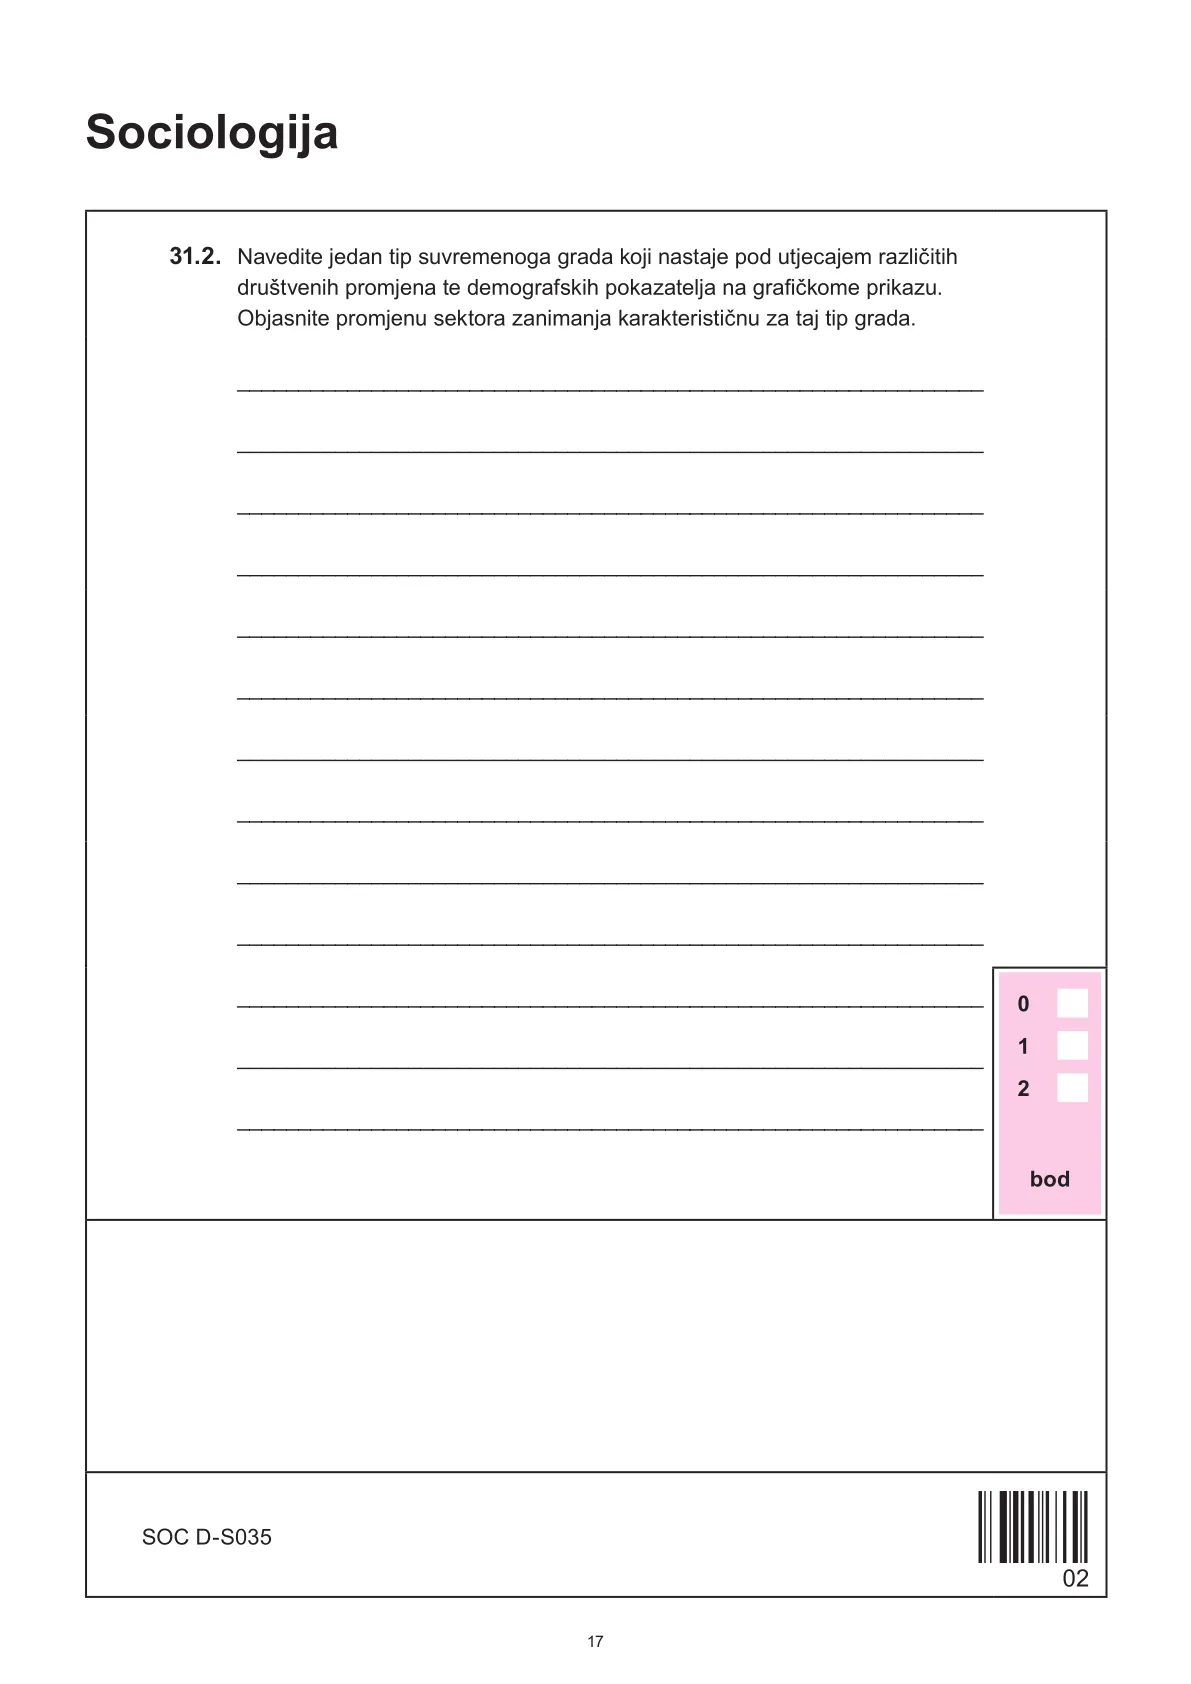 Sociologija
31.2. Navedite jedan tip suvremenoga grada koji nastaje pod utjecajem različitih
društvenih promjena te demografskih pokazatelja na grafičkome prikazu.
Objasnite promjenu sektora zanimanja karakterističnu za taj tip grada.
0
1
2
bod
SOC D-S035
02
17